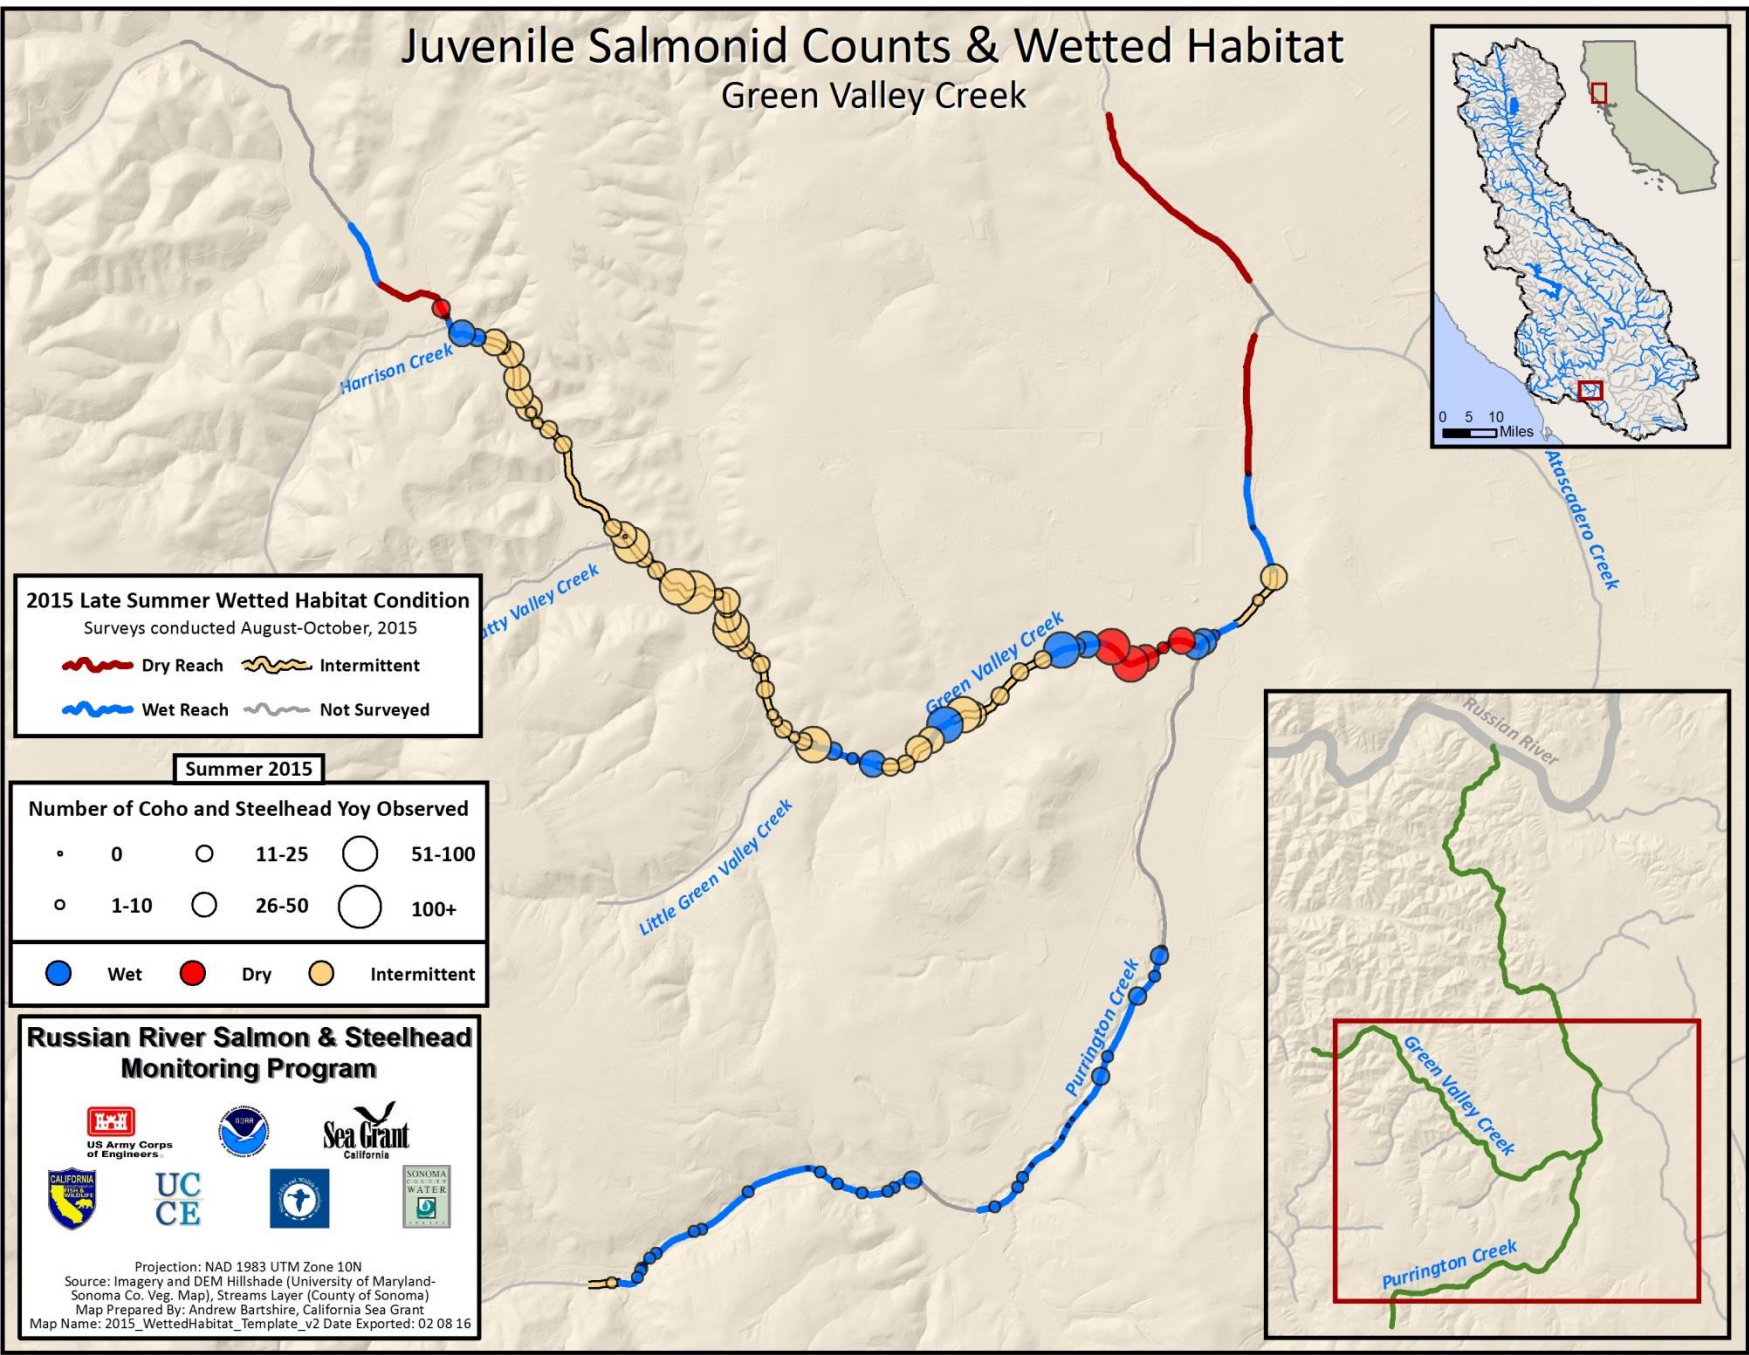 Juvenile Salmonid Counts & Wetted Habitat
Green Valley Creek
0 5 10
Miles
Harrison Creek
atty Valley Creek
Green Valley Creek
Little Green Valley Creek
Purrington Creek
Atascadero Creek
2015 Late Summer Wetted Habitat Condition
Surveys conducted August-October, 2015
Dry Reach Intermittent
Wet Reach Not Surveyed
Summer 2015
Number of Coho and Steelhead Yoy Observed
0 11-25 51-100
1-10 26-50 100+
Wet Dry Intermittent
Russian River Salmon & Steelhead
Monitoring Program
US Army Corps
of Engineers
NOAA
Sea Grant
California
CALIFORNIA
FISH &
WILDLIFE
UC
CE
SONOMA
COUNTY
WATER
AGENCY
Projection: NAD 1983 UTM Zone 10N
Source: Imagery and DEM Hillshade (University of Maryland-
Sonoma Co. Veg. Map), Streams Layer (County of Sonoma)
Map Prepared By: Andrew Bartshire, California Sea Grant
Map Name: 2015_WettedHabitat_Template_v2 Date Exported: 02 08 16
Russian River
Green Valley Creek
Purrington Creek